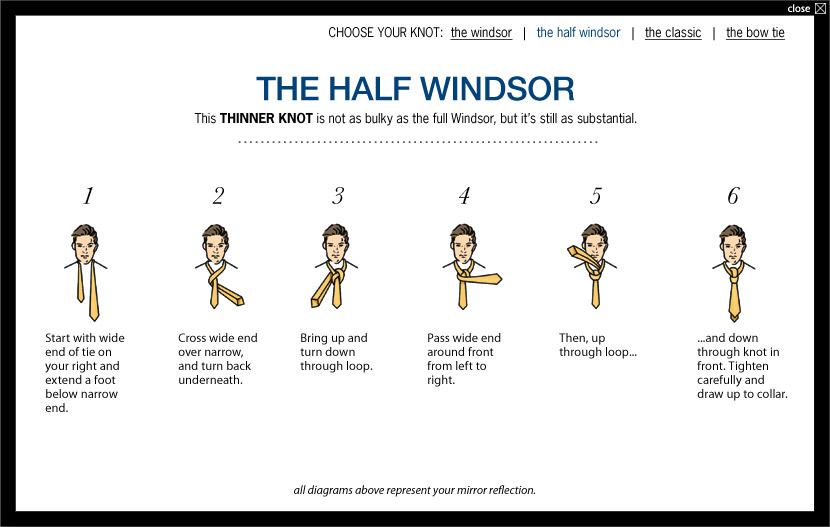 close
CHOOSE YOUR KNOT: the windsor | the half windsor | the classic | the bow tie
THE HALF WINDSOR
This THINNER KNOT is not as bulky as the full Windsor, but it's still as substantial.
1
2
3
4
5
6
Start with wide
end of tie on
your right and
extend a foot
below narrow
end.
Cross wide end
over narrow,
and turn back
underneath.
Bring up and
turn down
through loop.
Pass wide end
around front
from left to
right.
Then, up
through loop...
...and down
through knot in
front. Tighten
carefully and
draw up to collar.
all diagrams above represent your mirror reflection.